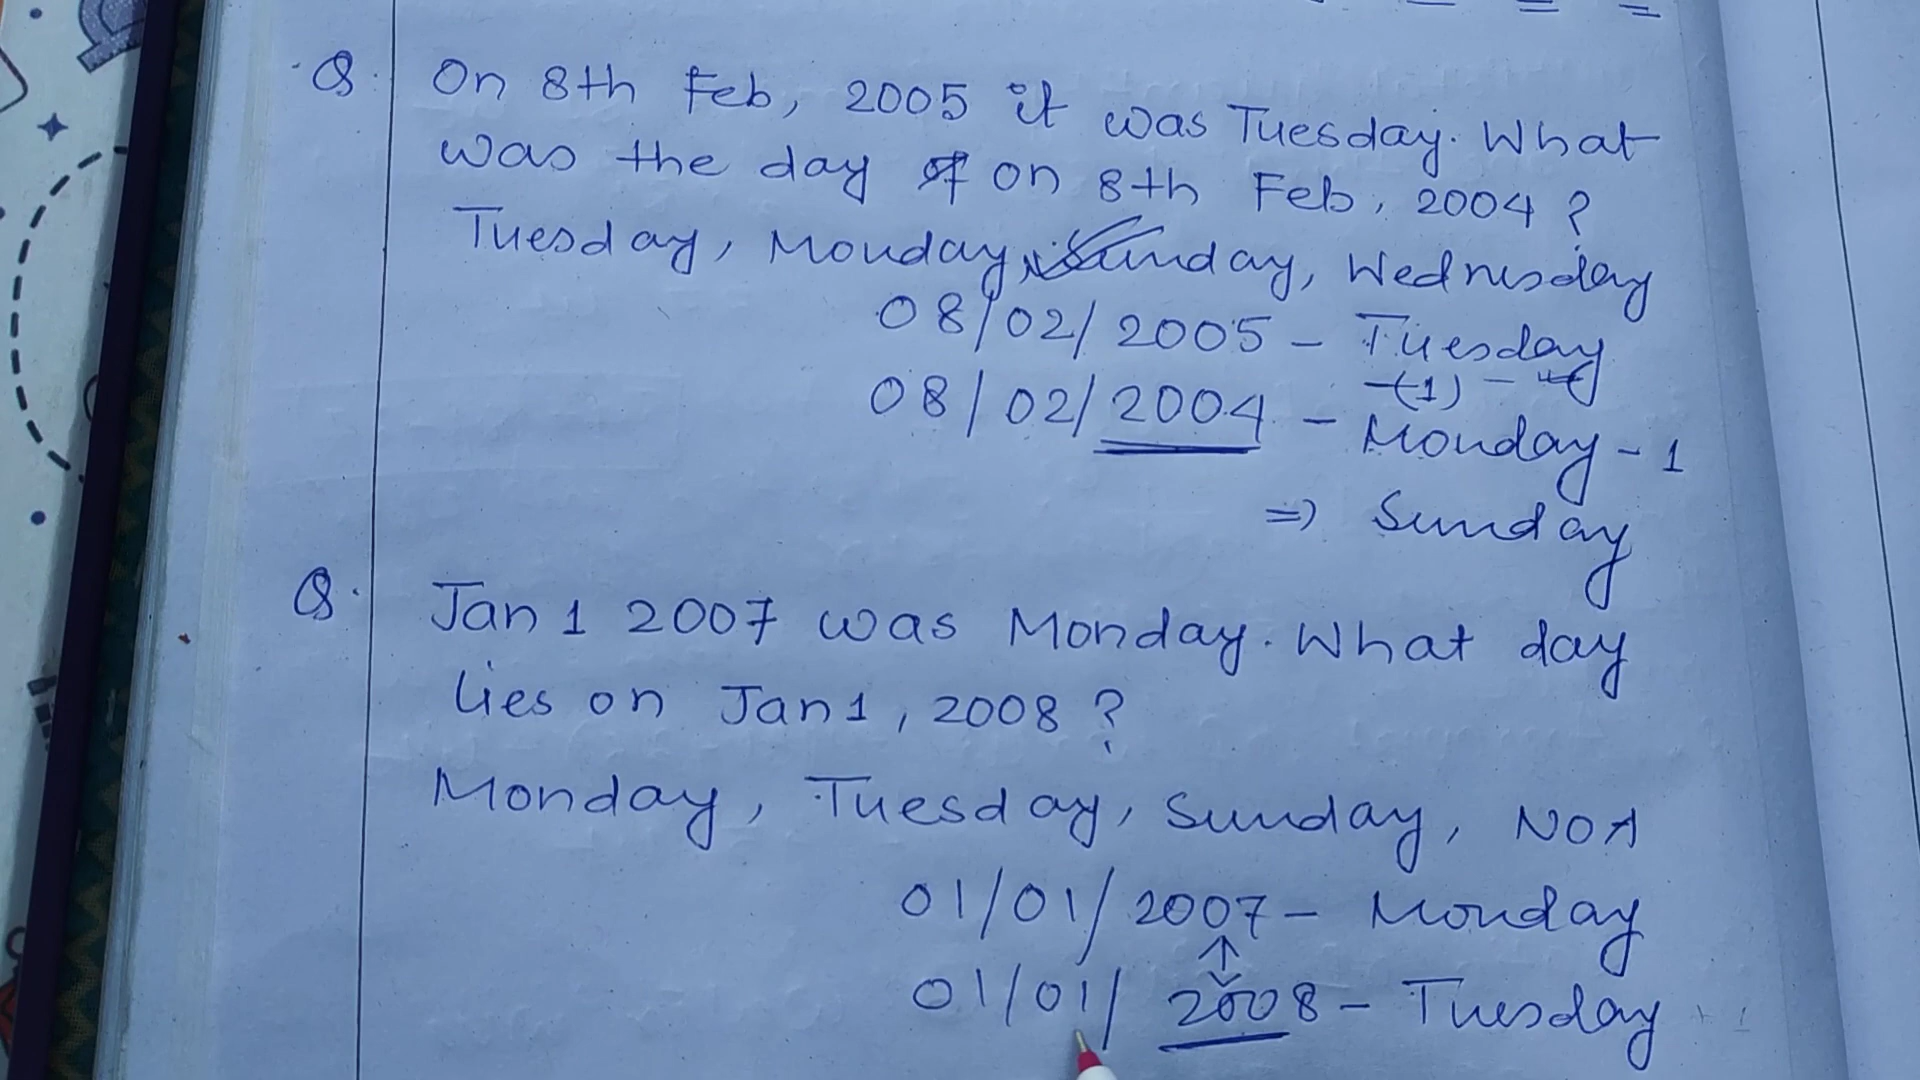 Q. On 8th Feb, 2005 it was Tuesday. What
was the day on 8th Feb, 2004 ?
Tuesday, Monday, Sunday, Wednesday
08/02/2005 - Tuesday
-(1) -
08/02/2004 - Monday - 1
=> Sunday
Q. Jan 1 2007 was Monday. What day
lies on Jan 1, 2008 ?
Monday, Tuesday, Sunday, NOA
01/01/2007 - Monday
01/01/2008 - Tuesday